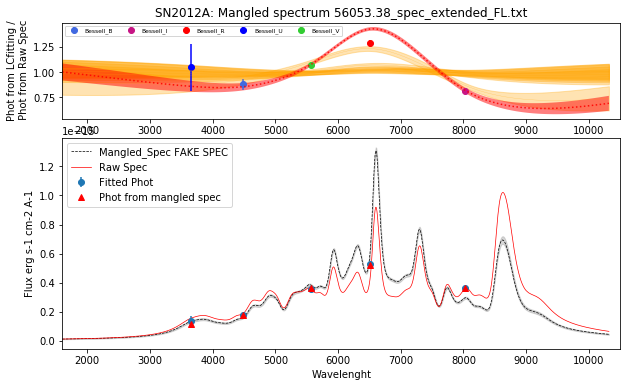 SN2012A: Mangled spectrum 56053.38_spec_extended_FL.txt
Phot from LCfitting /
Phot from Raw Spec
1.25
1.00
0.75
Bessell_B
Bessell_I
Bessell_R
Bessell_U
Bessell_V
2000 3000 4000 5000 6000 7000 8000 9000 10000
1e−15
Flux erg s-1 cm-2 A-1
1.2
1.0
0.8
0.6
0.4
0.2
0.0
Mangled_Spec FAKE SPEC
Raw Spec
Fitted Phot
Phot from mangled spec
2000 3000 4000 5000 6000 7000 8000 9000 10000
Wavelenght